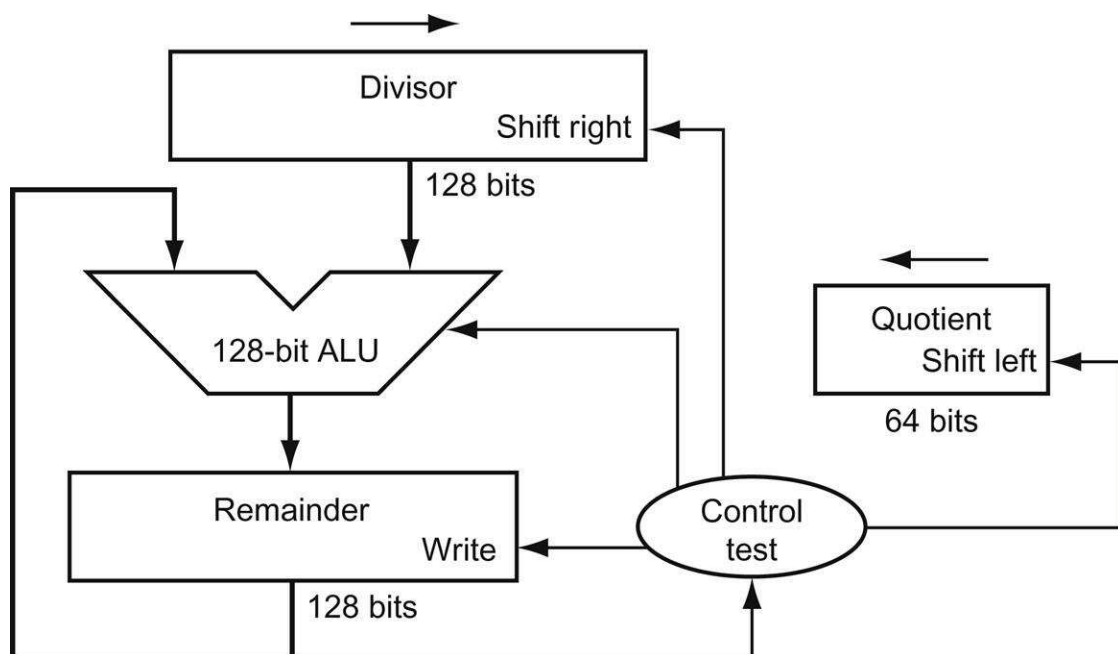 Divisor
Shift right
128 bits
128-bit ALU
Quotient
Shift left
64 bits
Remainder
Write
128 bits
Control
test